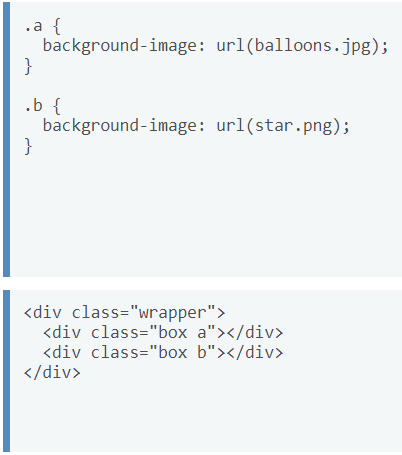 .a {
  background-image: url(balloons.jpg);
}
.b {
  background-image: url(star.png);
}
<div class="wrapper">
  <div class="box a"></div>
  <div class="box b"></div>
</div>